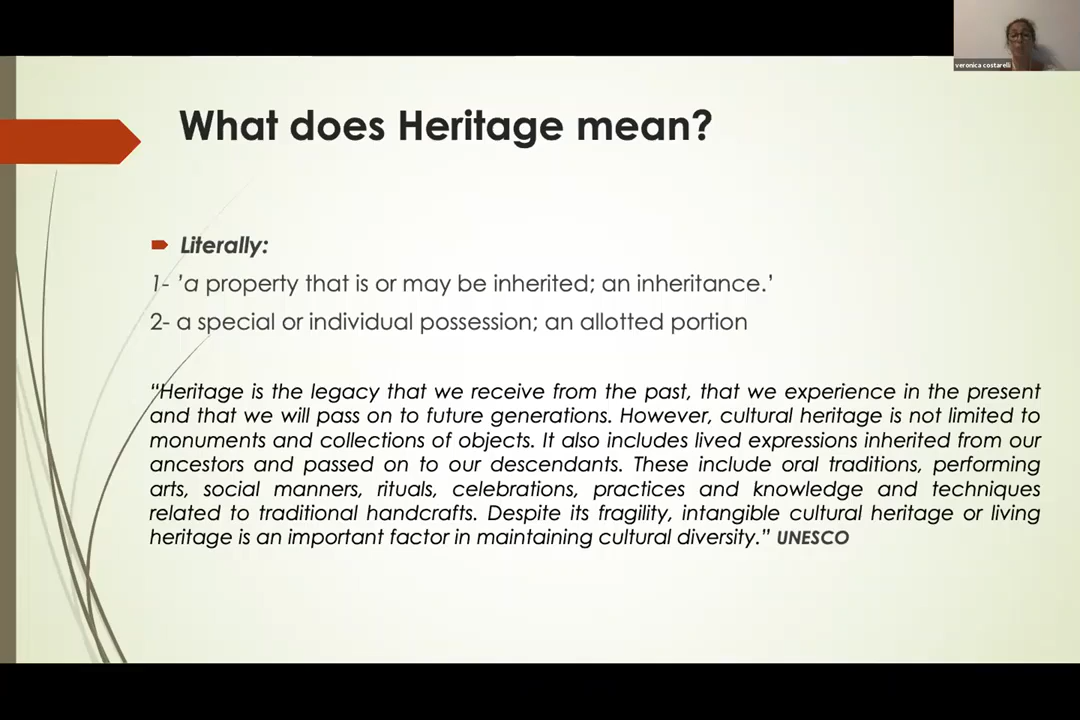 veronica costarelli
What does Heritage mean?
Literally:
1- 'a property that is or may be inherited; an inheritance.'
2- a special or individual possession; an allotted portion
“Heritage is the legacy that we receive from the past, that we experience in the present
and that we will pass on to future generations. However, cultural heritage is not limited to
monuments and collections of objects. It also includes lived expressions inherited from our
ancestors and passed on to our descendants. These include oral traditions, performing
arts, social manners, rituals, celebrations, practices and knowledge and techniques
related to traditional handcrafts. Despite its fragility, intangible cultural heritage or living
heritage is an important factor in maintaining cultural diversity.” UNESCO